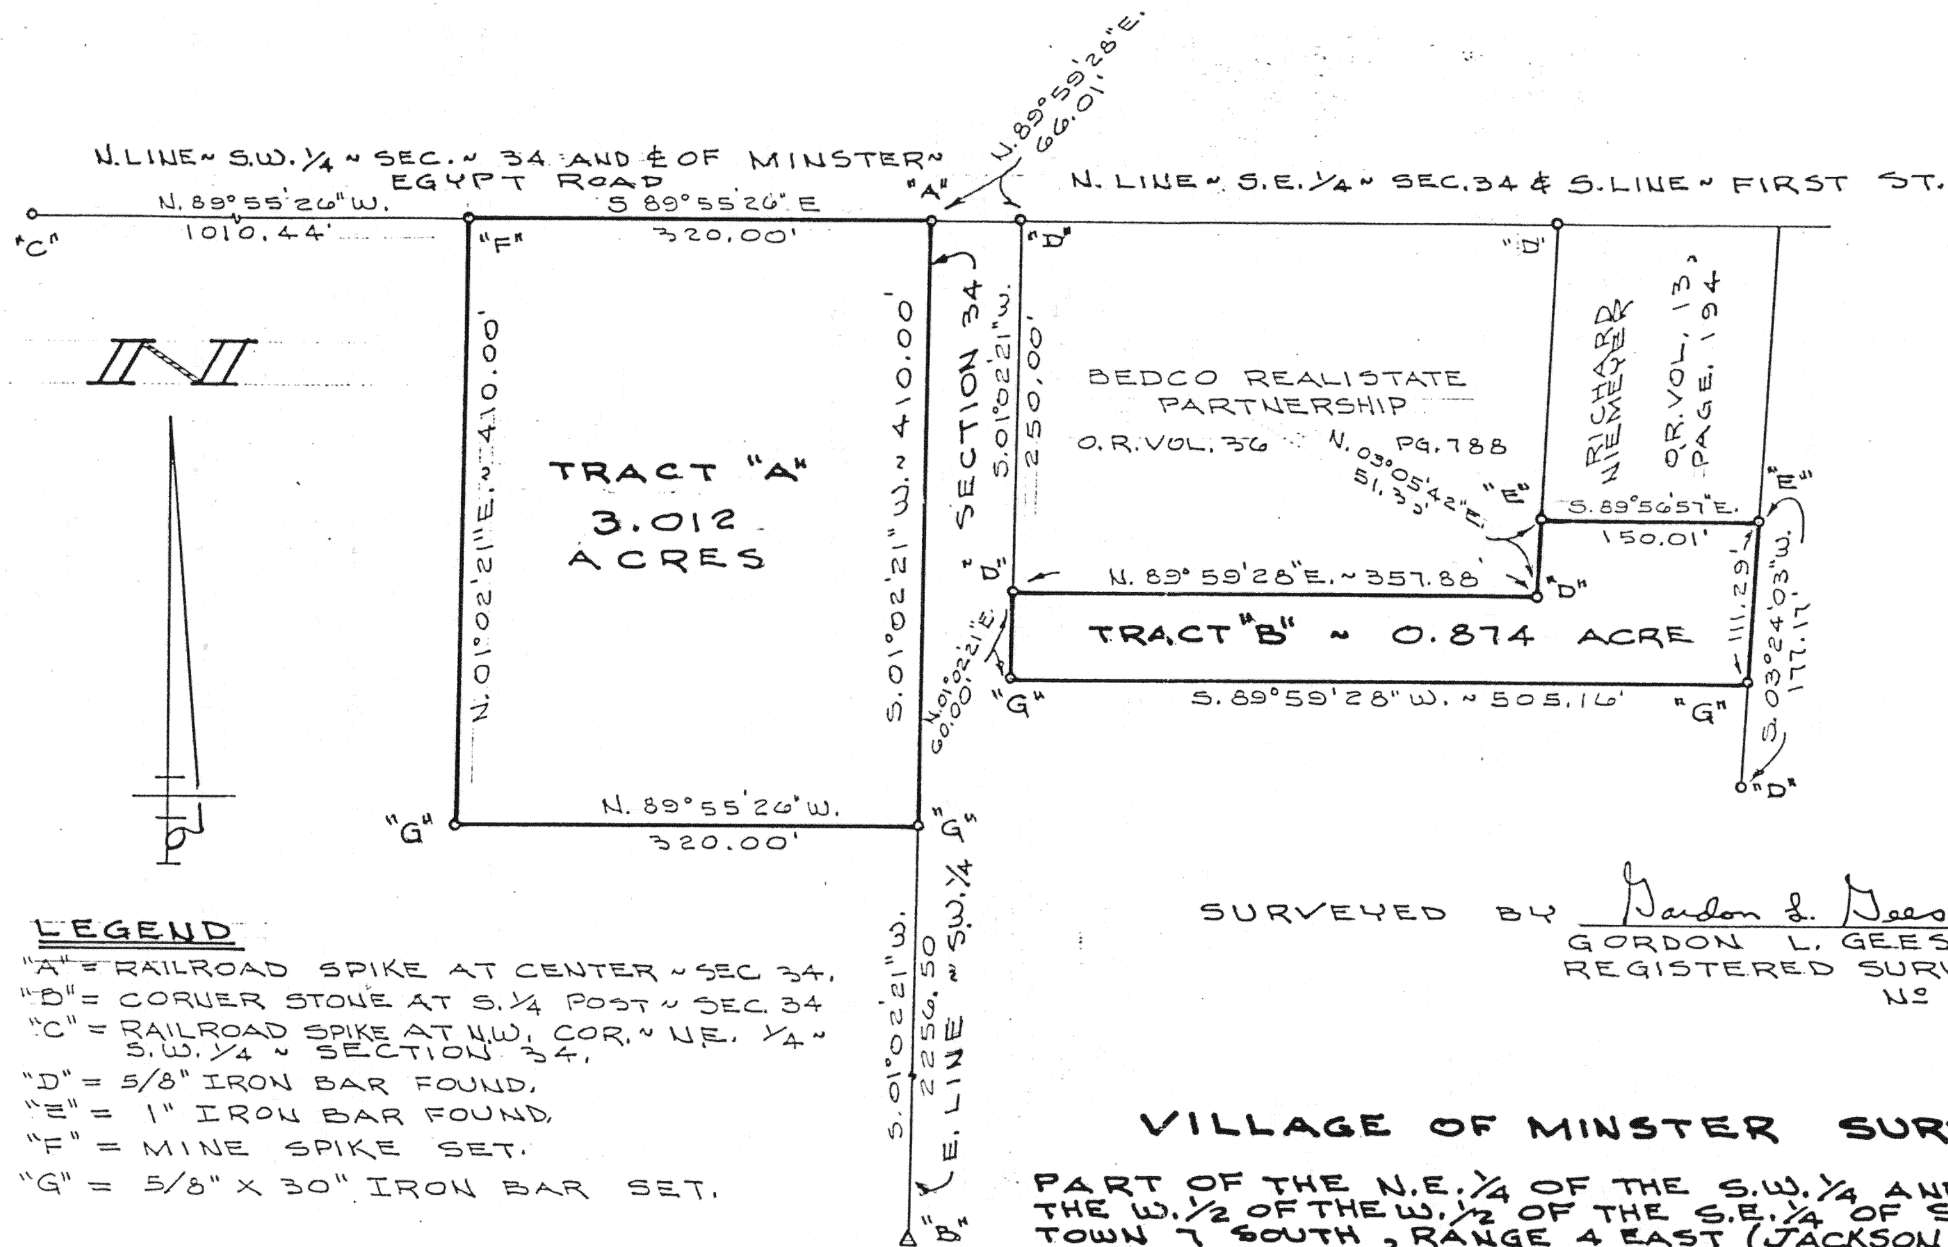 N. 89°59'28"E.
66.01'
N. LINE ~ S.W. 1/4 ~ SEC. ~ 34 AND ℄ OF MINSTER ~
EGYPT ROAD
"A"
N. LINE ~ S.E. 1/4 ~ SEC. 34 & S. LINE ~ FIRST ST.
N. 89°55'26" W.
1010.44'
S 89°55'26" E
320.00'
"C"
"F"
"D"
"D"
N
N. 01°02'21" E. ~ 410.00'
S. 01°02'21" W. ~ 410.00'
~ SECTION 34
S. 01°02'21" W.
250.00'
TRACT "A"
3.012
ACRES
BEDCO REALISTATE
PARTNERSHIP
O.R. VOL. 36 PG. 788
N. 03°05'42" E.
"E"
RICHARD
NIEMEYER
O.R. VOL. 13,
PAGE. 194
S. 89°56'57" E.
150.01'
"E"
"D"
N. 89°59'28" E. ~ 357.88'
"D"
TRACT "B" ~ 0.874 ACRE
111.29'
S. 03°24'03" W.
177.17'
N. 01°02'21" E.
60.00'
"G"
S. 89°59'28" W. ~ 505.16'
"G"
"D"
"G"
N. 89°55'26" W.
320.00'
"G"
S. 01°02'21" W.
2256.50
E. LINE ~ S.W. 1/4
"B"
SURVEYED BY Gordon L. Gees
GORDON L. GEES
REGISTERED SURV
Nº
LEGEND
"A" = RAILROAD SPIKE AT CENTER ~ SEC 34.
"B" = CORNER STONE AT S. 1/4 POST ~ SEC. 34
"C" = RAILROAD SPIKE AT N.W. COR. ~ N.E. 1/4 ~
S.W. 1/4 ~ SECTION 34.
"D" = 5/8" IRON BAR FOUND.
"E" = 1" IRON BAR FOUND.
"F" = MINE SPIKE SET.
"G" = 5/8" X 30" IRON BAR SET.
VILLAGE OF MINSTER SUR
PART OF THE N.E. 1/4 OF THE S.W. 1/4 AN
THE W. 1/2 OF THE W. 1/2 OF THE S.E. 1/4 OF S
TOWN 7 SOUTH, RANGE 4 EAST (JACKSON